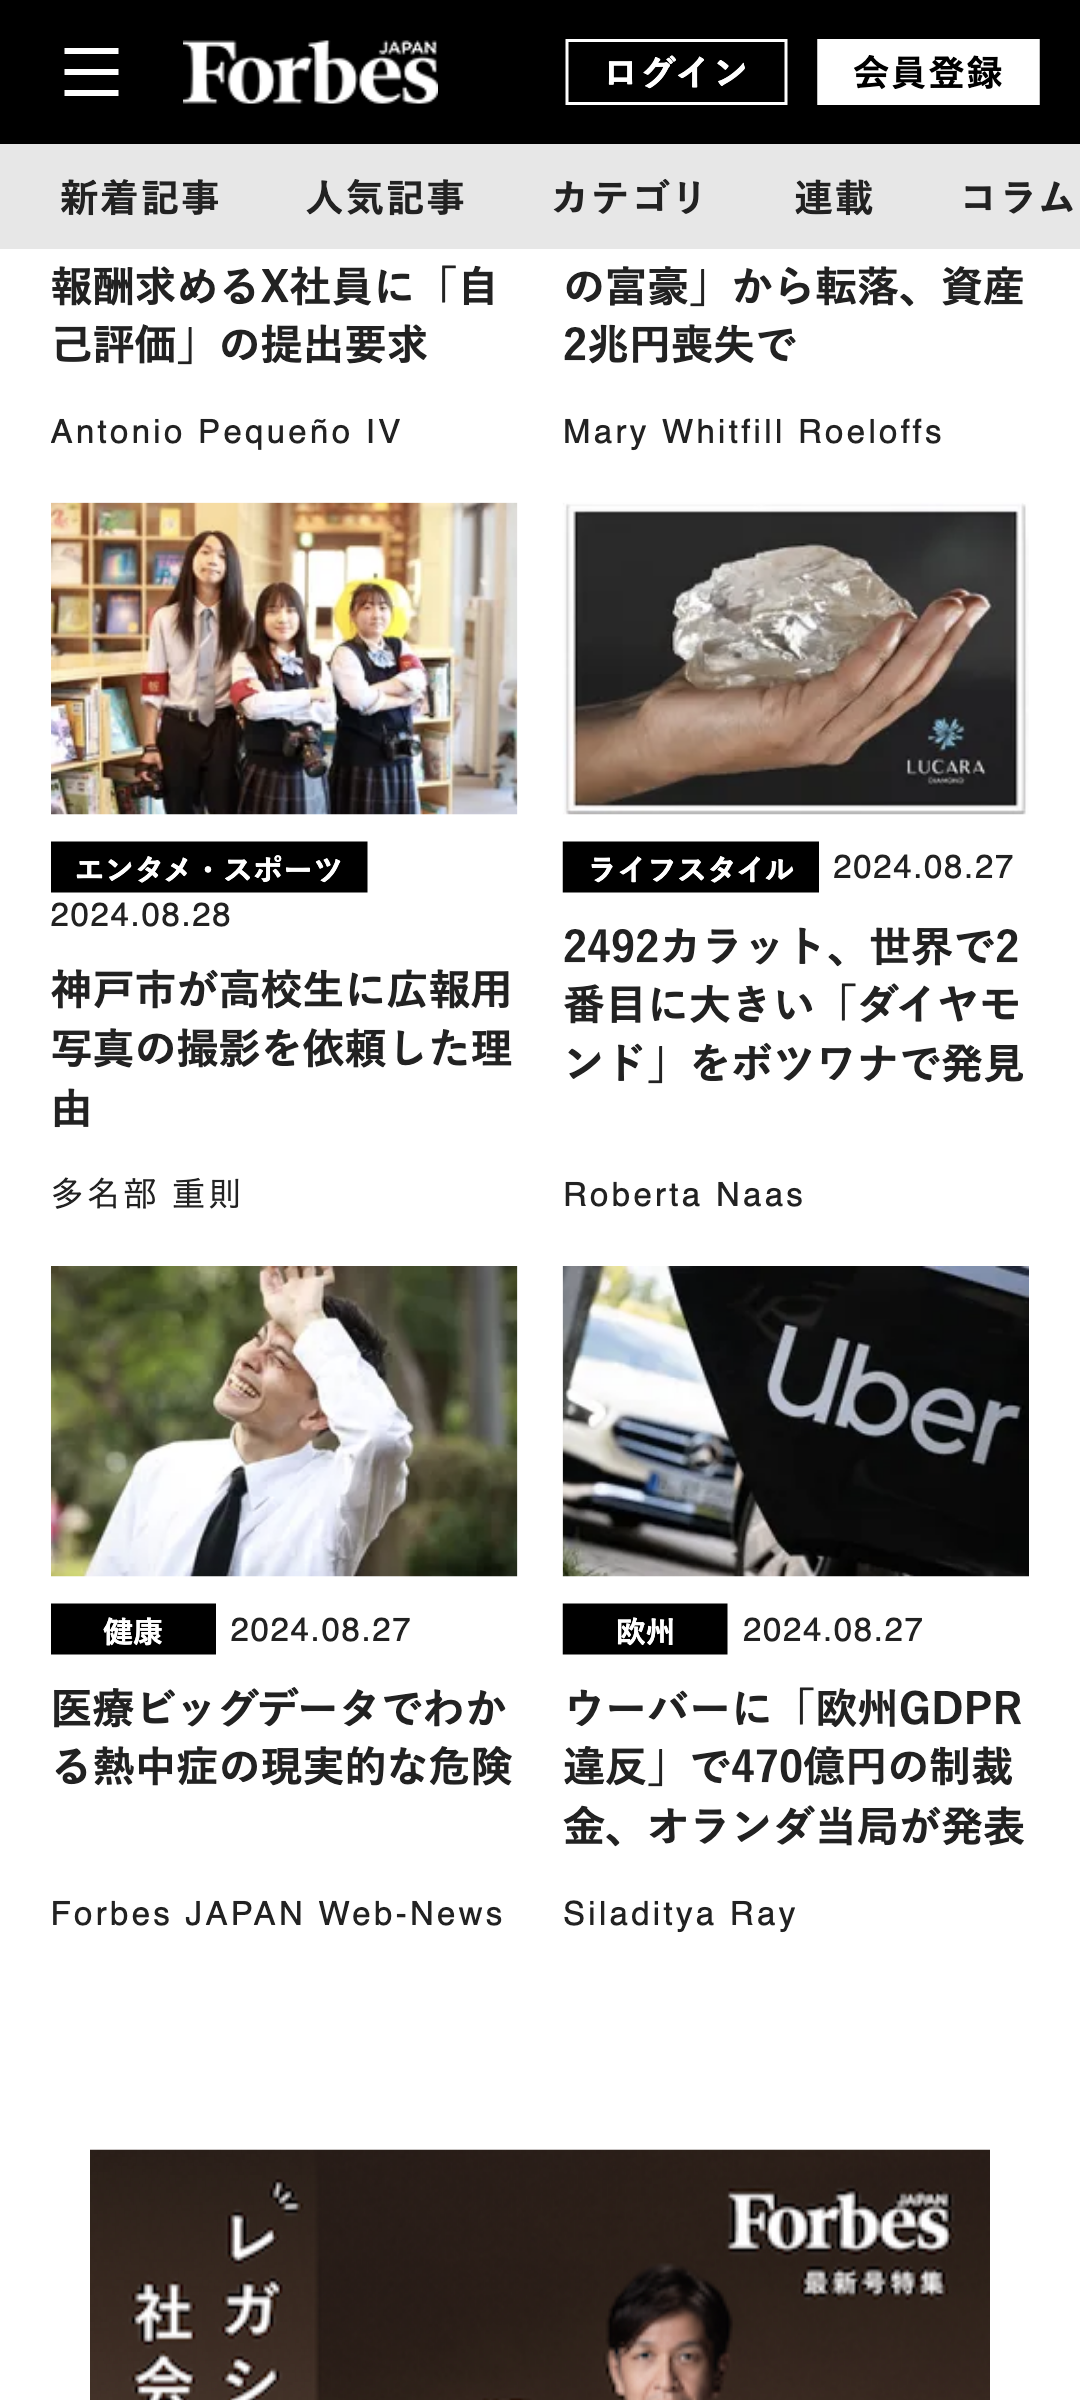 Forbes JAPAN
ログイン
会員登録
新着記事
人気記事
カテゴリ
連載
コラム
報酬求めるX社員に「自
己評価」の提出要求
Antonio Pequeño IV
の富豪」から転落、資産
2兆円喪失で
Mary Whitfill Roeloffs
エンタメ・スポーツ
2024.08.28
神戸市が高校生に広報用
写真の撮影を依頼した理
由
多名部 重則
LUCARA
DIAMOND
ライフスタイル 2024.08.27
2492カラット、世界で2
番目に大きい「ダイヤモ
ンド」をボツワナで発見
Roberta Naas
健康 2024.08.27
医療ビッグデータでわか
る熱中症の現実的な危険
Forbes JAPAN Web-News
Uber
欧州 2024.08.27
ウーバーに「欧州GDPR
違反」で470億円の制裁
金、オランダ当局が発表
Siladitya Ray
レガシ
社会
Forbes JAPAN
最新号特集